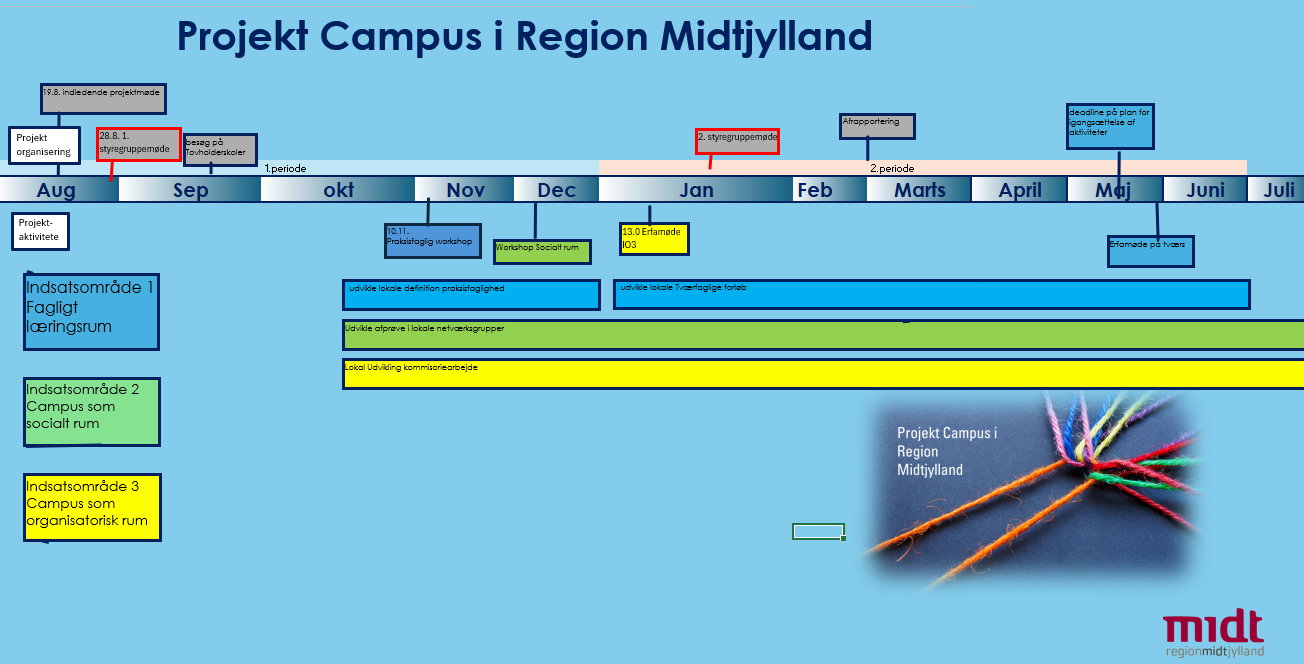 Projekt Campus i Region Midtjylland
19.8. indledende projektmøde
Projekt
organisering
28.8. 1.
styregruppemøde
besøg på
Tovholderskoler
2. styregruppemøde
Afrapportering
deadline på plan for
igangsættelse af
aktiviteter
1.periode
2.periode
Aug Sep okt Nov Dec Jan Feb Marts April Maj Juni Juli
Projekt-
aktivitete
10.11.
Praksisfaglig workshop
Workshop Socialt rum
13.0 Erfamøde
IO3
Erfamøde på tværs
Indsatsområde 1
Fagligt
læringsrum
udvikle lokale definition praksisfaglighed
udvikle lokale Tværfaglige forløb
Udvikle afprøve i lokale netværksgrupper
Lokal Udvikling kommisoriearbejde
Indsatsområde 2
Campus som
socialt rum
Indsatsområde 3
Campus som
organisatorisk rum
Projekt Campus i
Region
Midtjylland
midt
regionmidtjylland